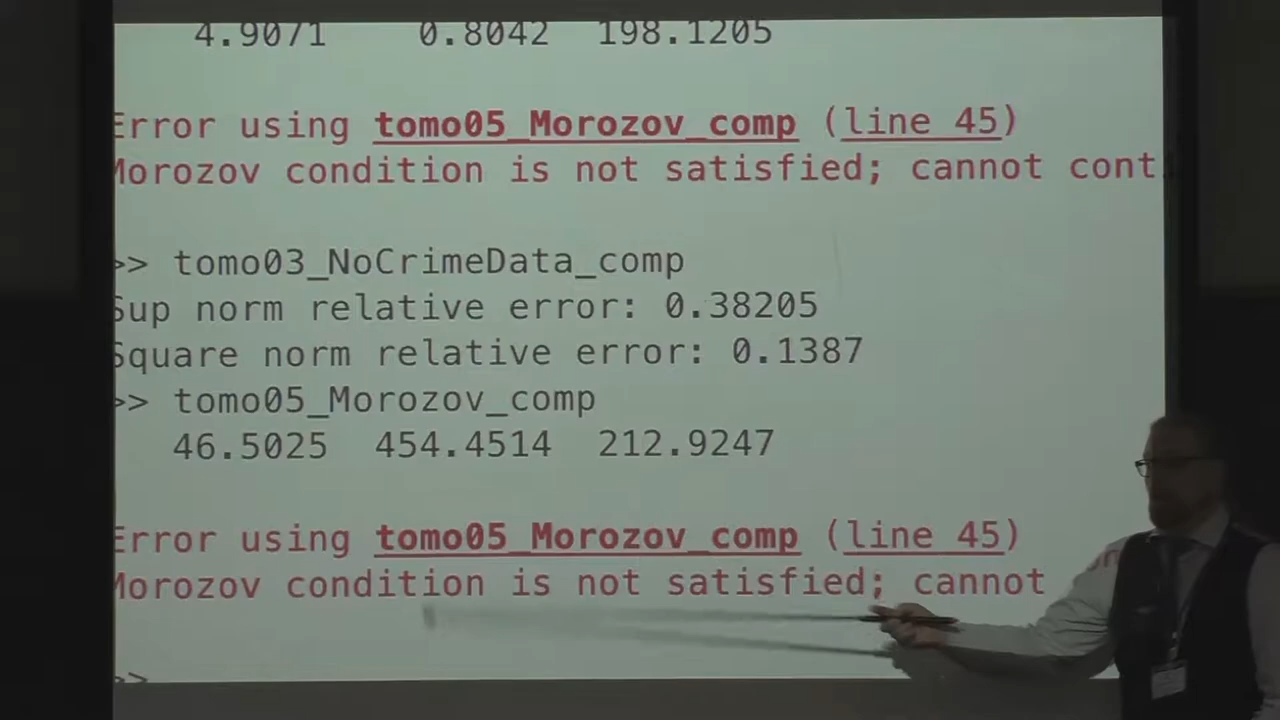 4.9071 0.8042 198.1205
Error using tomo05_Morozov_comp (line 45)
Morozov condition is not satisfied; cannot cont
>> tomo03_NoCrimeData_comp
Sup norm relative error: 0.38205
Square norm relative error: 0.1387
>> tomo05_Morozov_comp
46.5025 454.4514 212.9247
Error using tomo05_Morozov_comp (line 45)
Morozov condition is not satisfied; cannot
>>